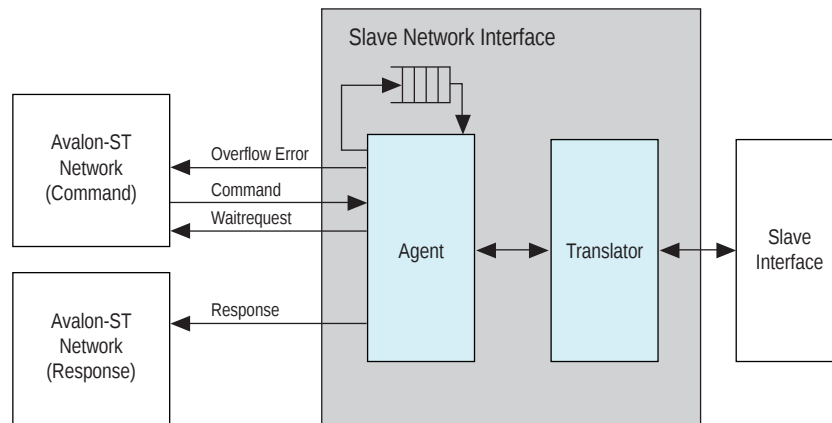 Slave Network Interface
Avalon-ST
Network
(Command)
Overflow Error
Command
Waitrequest
Agent
Translator
Slave
Interface
Response
Avalon-ST
Network
(Response)